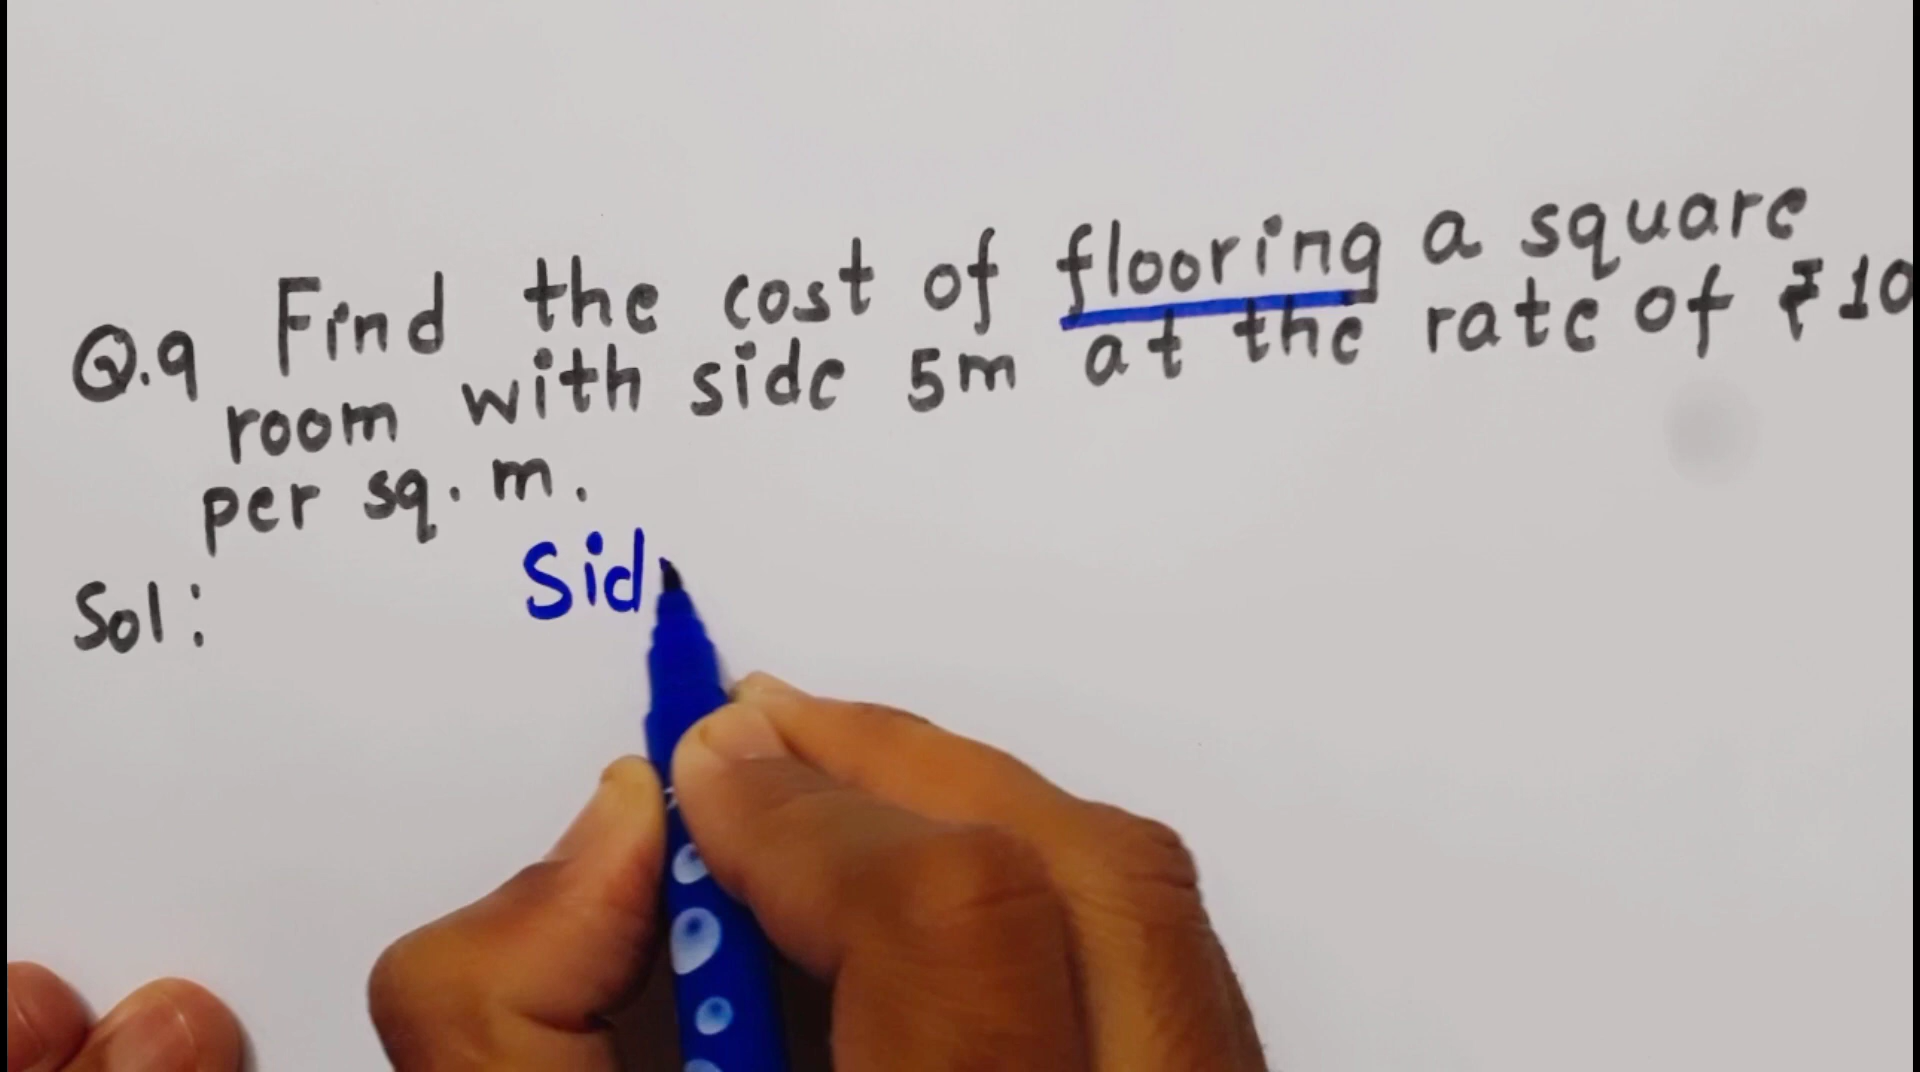 Q.9 Find the cost of flooring a square
room with side 5m at the rate of ₹10
per sq. m.
Sol: Sid